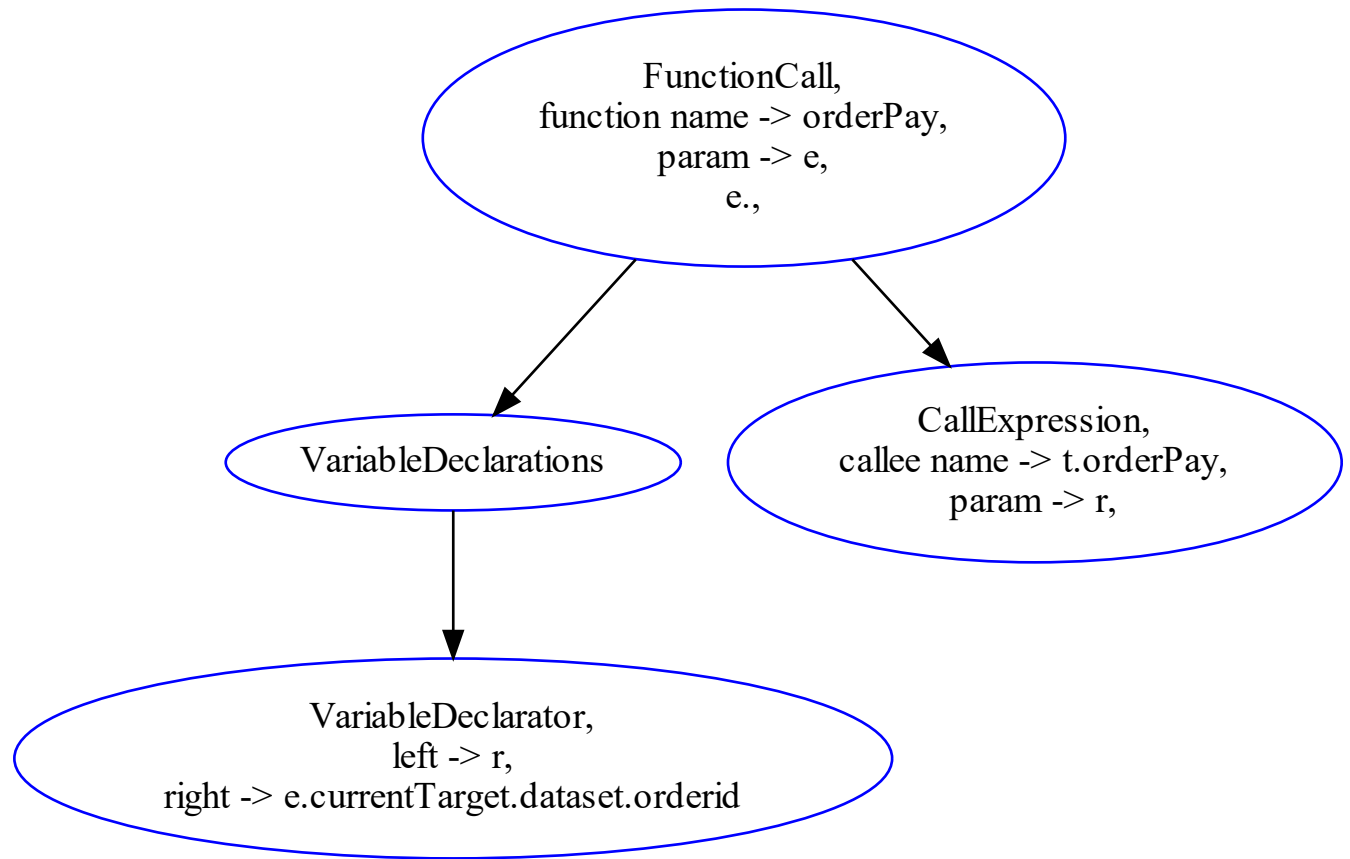 FunctionCall,
function name -> orderPay,
param -> e,
e.,
VariableDeclarations
CallExpression,
callee name -> t.orderPay,
param -> r,
VariableDeclarator,
left -> r,
right -> e.currentTarget.dataset.orderid